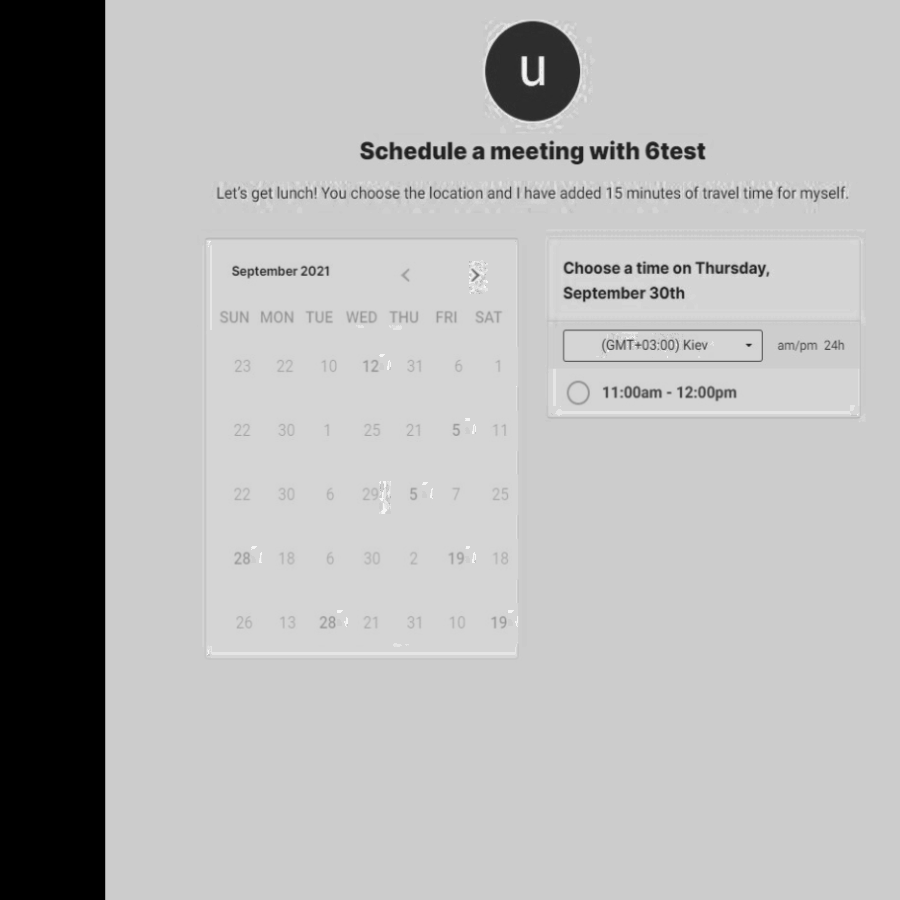 u
Schedule a meeting with 6test
Let's get lunch! You choose the location and I have added 15 minutes of travel time for myself.
September 2021
SUN MON TUE WED THU FRI SAT
23 22 10 12 31 6 1
22 30 1 25 21 5 11
22 30 6 29 5 7 25
28 18 6 30 2 19 18
26 13 28 21 31 10 19
Choose a time on Thursday,
September 30th
(GMT+03:00) Kiev am/pm 24h
11:00am - 12:00pm